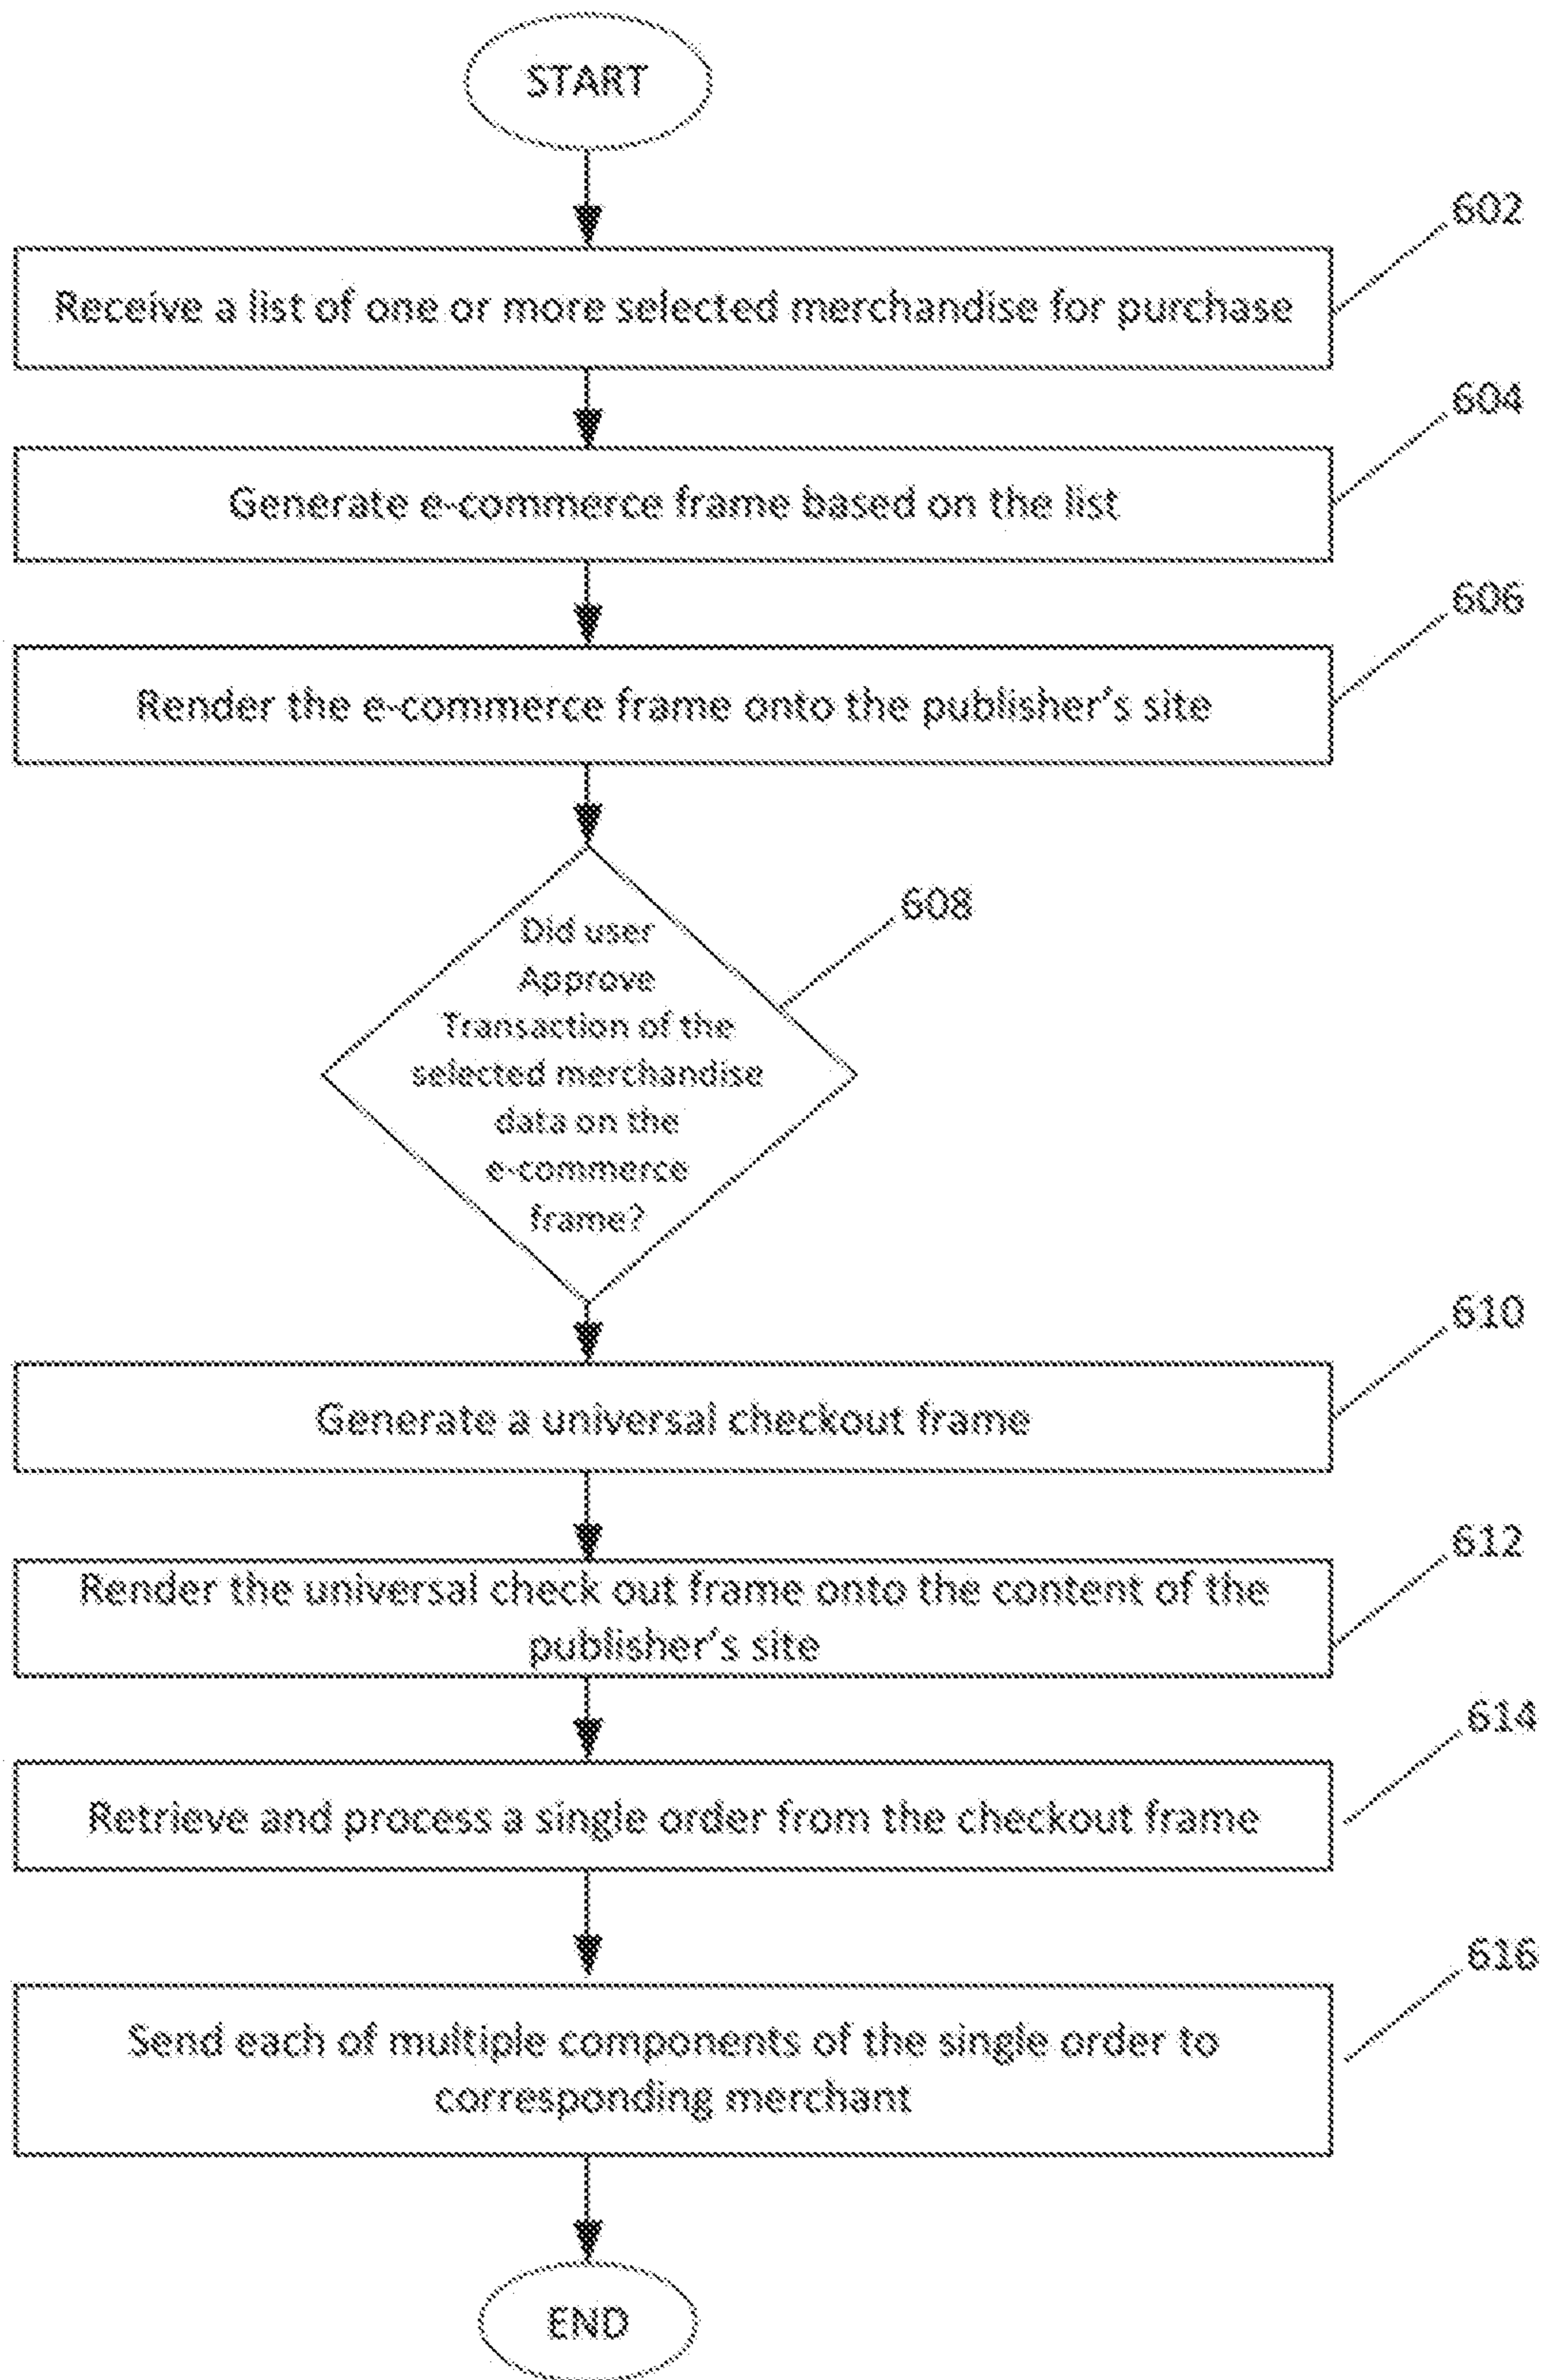 START
602
Receive a list of one or more selected merchandise for purchase
604
Generate e-commerce frame based on the list
606
Render the e-commerce frame onto the publisher's site
608
Did user
Approve
Transaction of the
selected merchandise
data on the
e-commerce
frame?
610
Generate a universal checkout frame
612
Render the universal check out frame onto the content of the
publisher's site
614
Retrieve and process a single order from the checkout frame
616
Send each of multiple components of the single order to
corresponding merchant
END